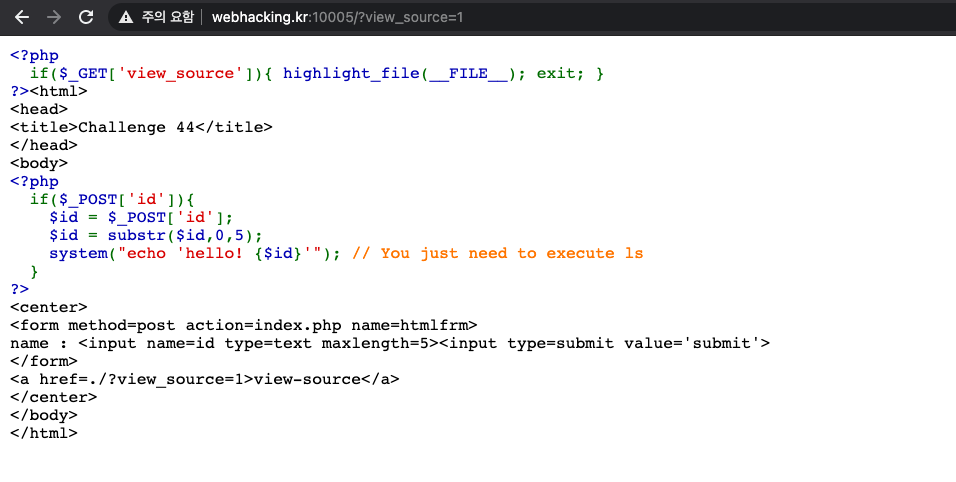 주의 요함 webhacking.kr:10005/?view_source=1
<?php
  if($_GET['view_source']){ highlight_file(__FILE__); exit; }
?><html>
<head>
<title>Challenge 44</title>
</head>
<body>
<?php
  if($_POST['id']){
    $id = $_POST['id'];
    $id = substr($id,0,5);
    system("echo 'hello! {$id}'"); // You just need to execute ls
  }
?>
<center>
<form method=post action=index.php name=htmlfrm>
name : <input name=id type=text maxlength=5><input type=submit value='submit'>
</form>
<a href=./?view_source=1>view-source</a>
</center>
</body>
</html>